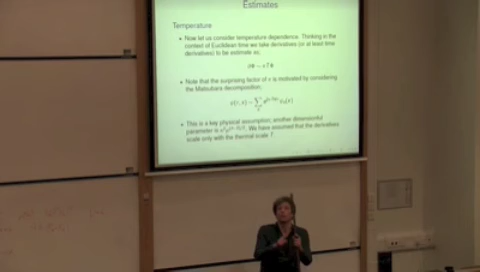 Estimates
Temperature
Now let us consider temperature dependence. Thinking in the
context of Euclidean time we take derivatives (or at least time
derivatives) to be estimate as,
Note that the surprising factor of π is motivated by considering
the Matsubara decomposition,
This is a key physical assumption; another dimensionful
parameter is We have assumed that the derivatives
scale only with the thermal scale T.